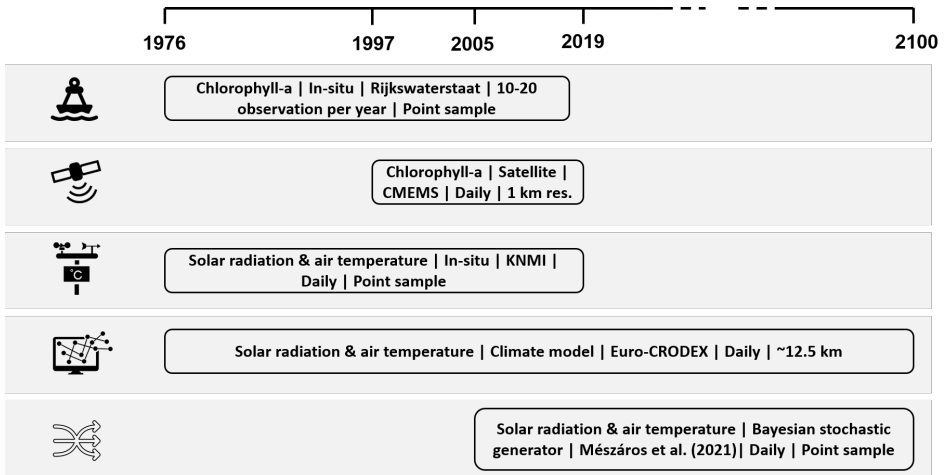 1976 1997 2005 2019 2100
Chlorophyll-a | In-situ | Rijkswaterstaat | 10-20
observation per year | Point sample
Chlorophyll-a | Satellite |
CMEMS | Daily | 1 km res.
°C
Solar radiation & air temperature | In-situ | KNMI |
Daily | Point sample
Solar radiation & air temperature | Climate model | Euro-CRODEX | Daily | ~12.5 km
Solar radiation & air temperature | Bayesian stochastic
generator | Mészáros et al. (2021)| Daily | Point sample